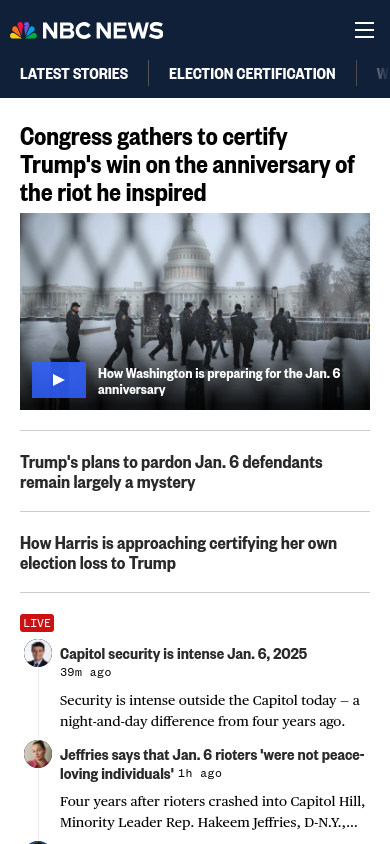 NBC NEWS
LATEST STORIES
ELECTION CERTIFICATION
Congress gathers to certify
Trump's win on the anniversary of
the riot he inspired
How Washington is preparing for the Jan. 6
anniversary
Trump's plans to pardon Jan. 6 defendants
remain largely a mystery
How Harris is approaching certifying her own
election loss to Trump
LIVE
Capitol security is intense Jan. 6, 2025
39m ago
Security is intense outside the Capitol today — a
night-and-day difference from four years ago.
Jeffries says that Jan. 6 rioters 'were not peace-
loving individuals' 1h ago
Four years after rioters crashed into Capitol Hill,
Minority Leader Rep. Hakeem Jeffries, D-N.Y.,...